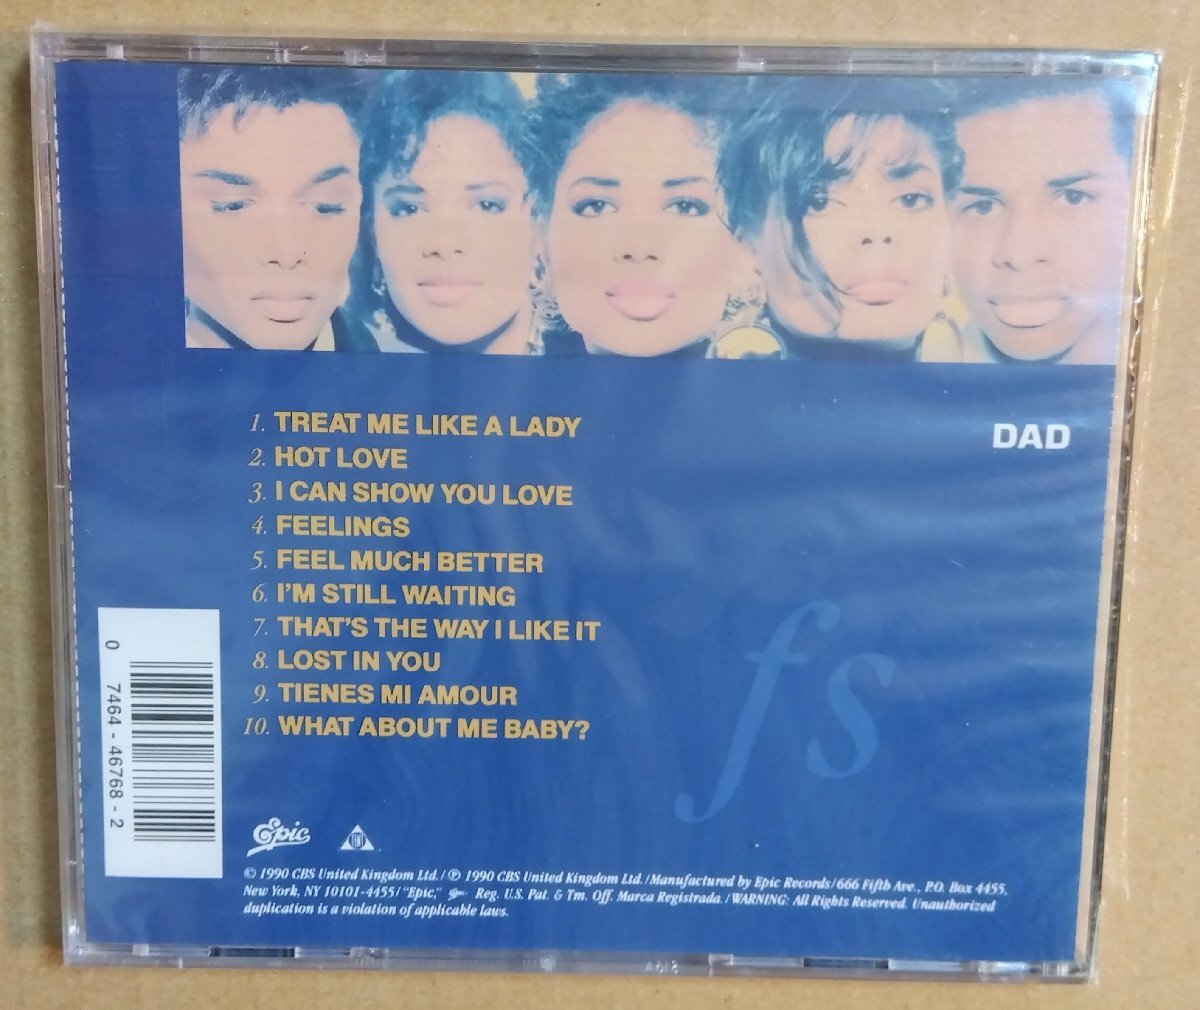 DAD
1. TREAT ME LIKE A LADY
2. HOT LOVE
3. I CAN SHOW YOU LOVE
4. FEELINGS
5. FEEL MUCH BETTER
6. I'M STILL WAITING
7. THAT'S THE WAY I LIKE IT
8. LOST IN YOU
9. TIENES MI AMOUR
10. WHAT ABOUT ME BABY?
fs
0 7464 - 46768 - 2
Epic
© 1990 CBS United Kingdom Ltd. / ℗ 1990 CBS United Kingdom Ltd. / Manufactured by Epic Records / 666 Fifth Ave., P.O. Box 4455,
New York, NY 10101-4455 / "Epic," Reg. U.S. Pat. & Tm. Off. Marca Registrada. / WARNING: All Rights Reserved. Unauthorized
duplication is a violation of applicable laws.